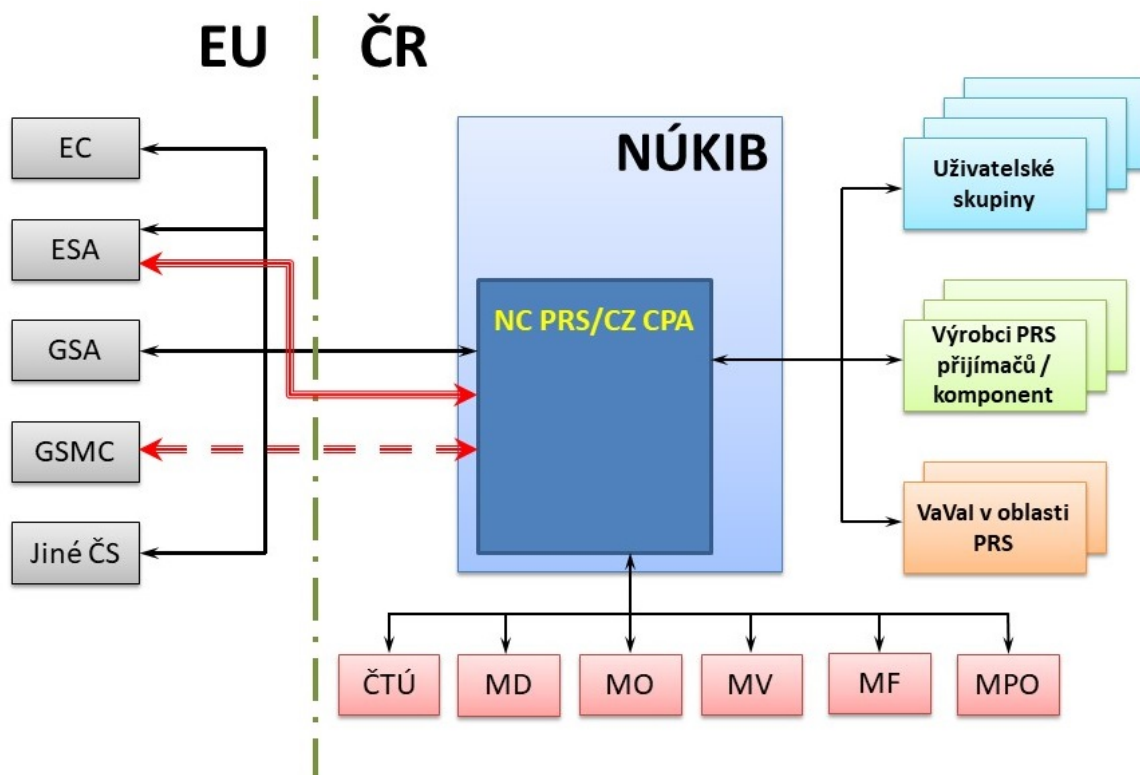 EU
ČR
EC
ESA
GSA
GSMC
Jiné ČS
NÚKIB
NC PRS/CZ CPA
Uživatelské
skupiny
Výrobci PRS
přijímačů /
komponent
VaVaI v oblasti
PRS
ČTÚ
MD
MO
MV
MF
MPO